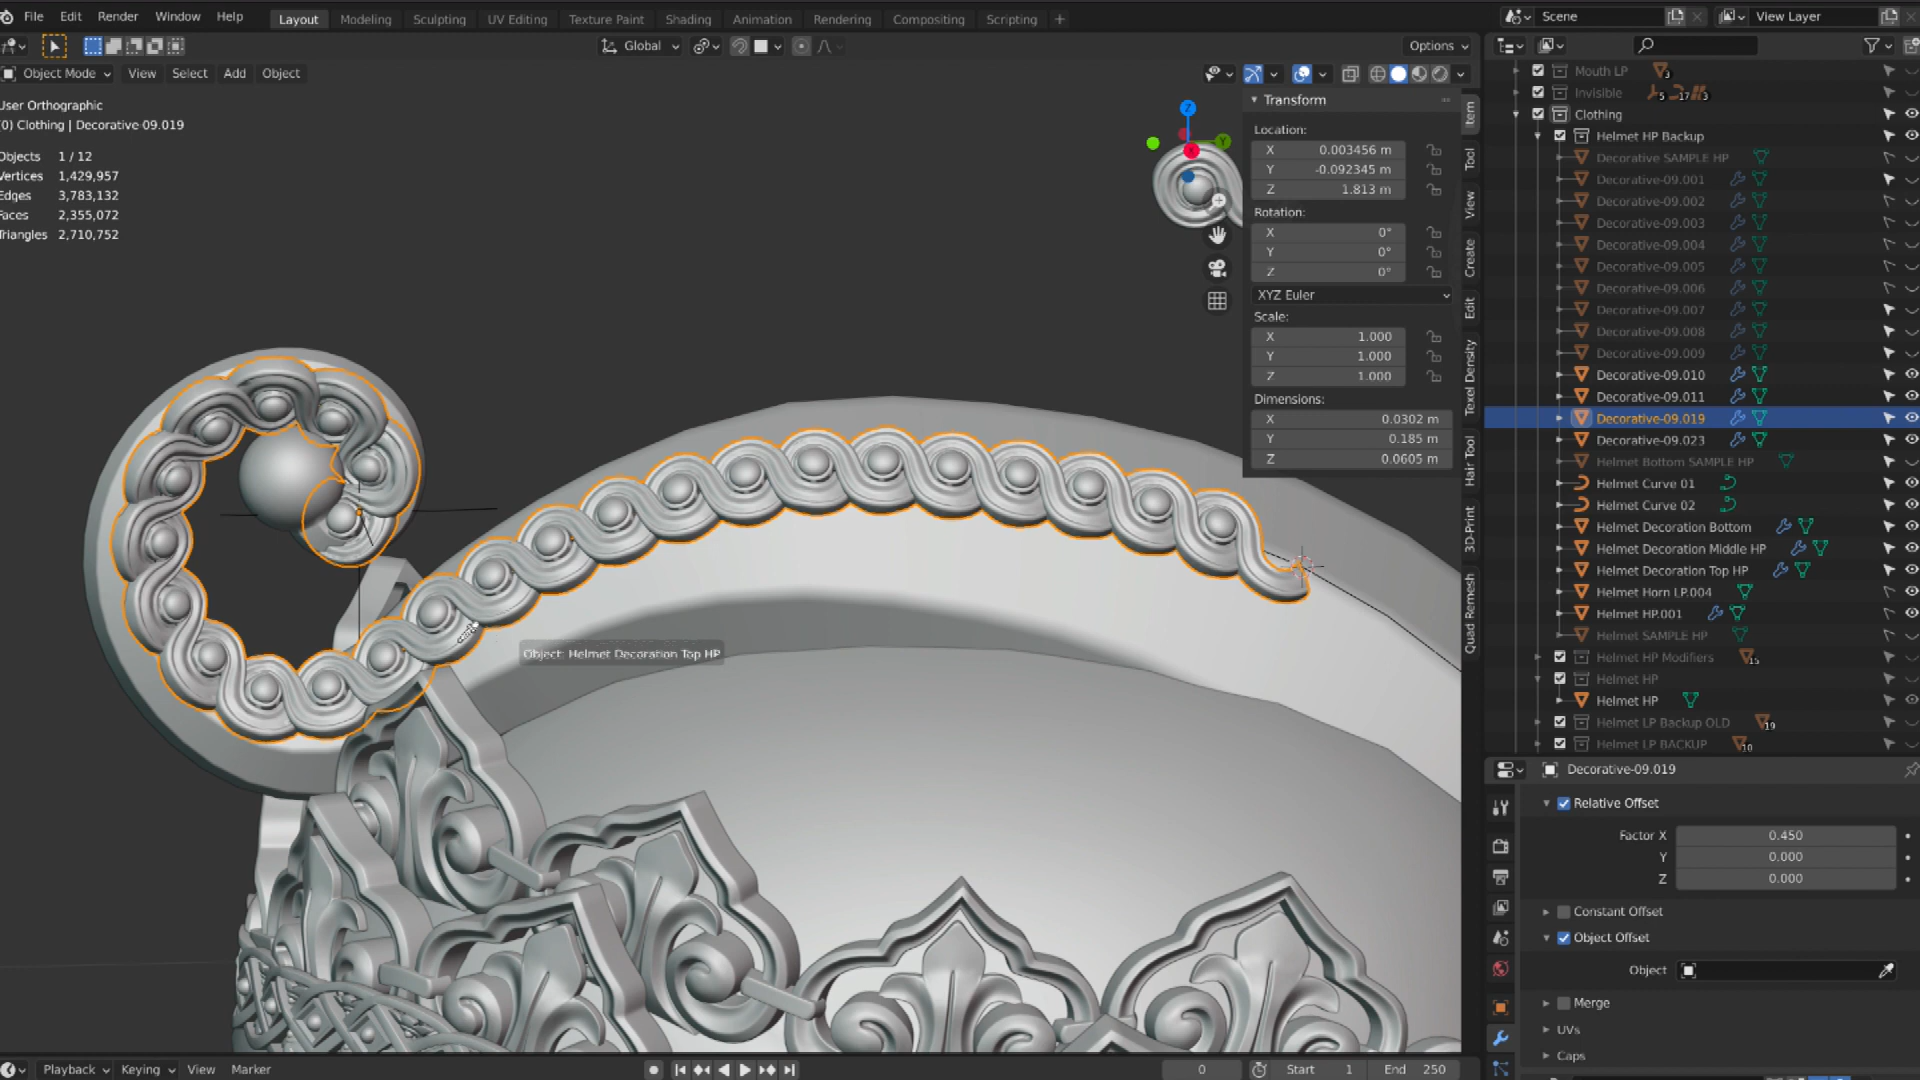 File Edit Render Window Help
Layout Modeling Sculpting UV Editing Texture Paint Shading Animation Rendering Compositing Scripting +
Scene
View Layer
Global
Options
Object Mode View Select Add Object
User Orthographic
(0) Clothing | Decorative-09.019
Objects 1 / 12
Vertices 1,429,957
Edges 3,783,132
Faces 2,355,072
Triangles 2,710,752
Z
Y
X
Transform
Location:
X 0.003456 m
Y -0.092345 m
Z 1.813 m
Rotation:
X 0°
Y 0°
Z 0°
XYZ Euler
Scale:
X 1.000
Y 1.000
Z 1.000
Dimensions:
X 0.0302 m
Y 0.185 m
Z 0.0605 m
Item
Tool
View
Create
Edit
Texel Density
Hair Tool
3D-Print
Quad Remesh
Object: Helmet Decoration Top HP
Mouth LP 3
Invisible 5 17 3
Clothing
Helmet HP Backup
Decorative SAMPLE HP
Decorative-09.001
Decorative-09.002
Decorative-09.003
Decorative-09.004
Decorative-09.005
Decorative-09.006
Decorative-09.007
Decorative-09.008
Decorative-09.009
Decorative-09.010
Decorative-09.011
Decorative-09.019
Decorative-09.023
Helmet Bottom SAMPLE HP
Helmet Curve 01
Helmet Curve 02
Helmet Decoration Bottom
Helmet Decoration Middle HP
Helmet Decoration Top HP
Helmet Horn LP.004
Helmet HP.001
Helmet SAMPLE HP
Helmet HP Modifiers 15
Helmet HP
Helmet HP
Helmet LP Backup OLD 19
Helmet LP BACKUP 10
Decorative-09.019
Relative Offset
Factor X 0.450
Y 0.000
Z 0.000
Constant Offset
Object Offset
Object
Merge
UVs
Caps
Playback Keying View Marker
0
Start 1
End 250